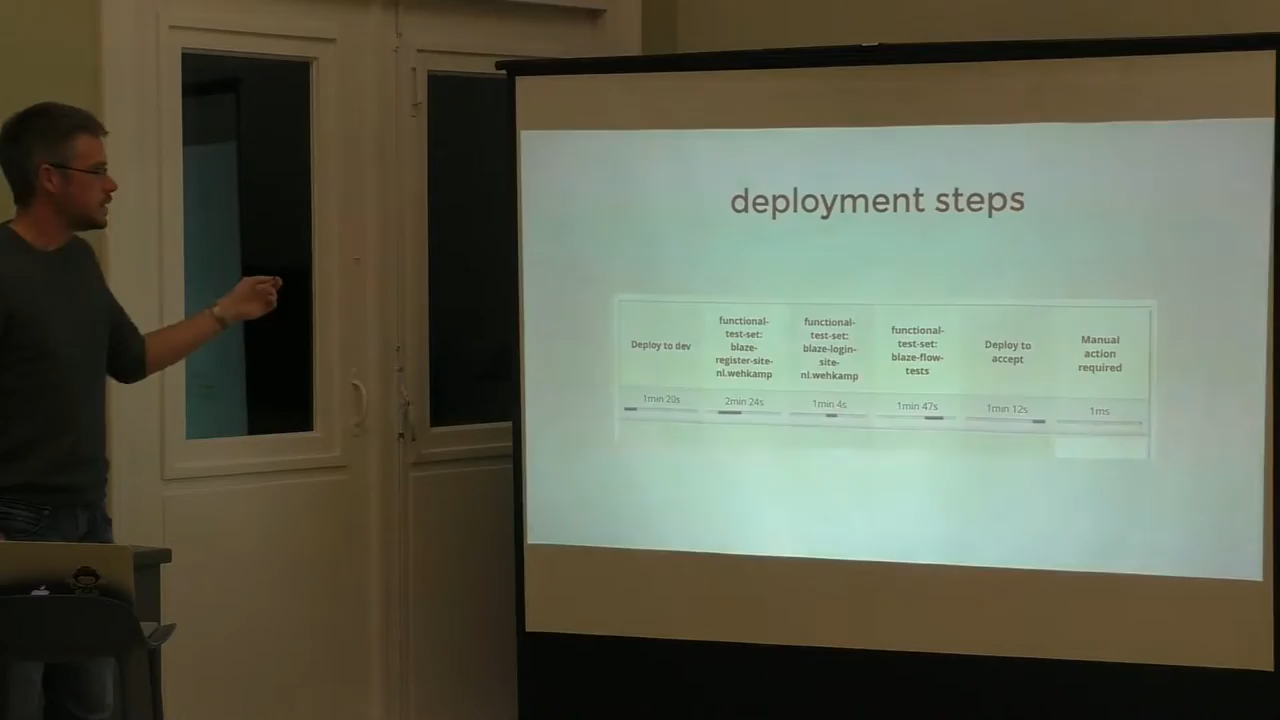 deployment steps
Deploy to dev
functional-
test-set:
blaze-
register-site-
nl.wehkamp
functional-
test-set:
blaze-login-
site-
nl.wehkamp
functional-
test-set:
blaze-flow-
tests
Deploy to
accept
Manual
action
required
1min 20s
2min 24s
1min 4s
1min 47s
1min 12s
1ms